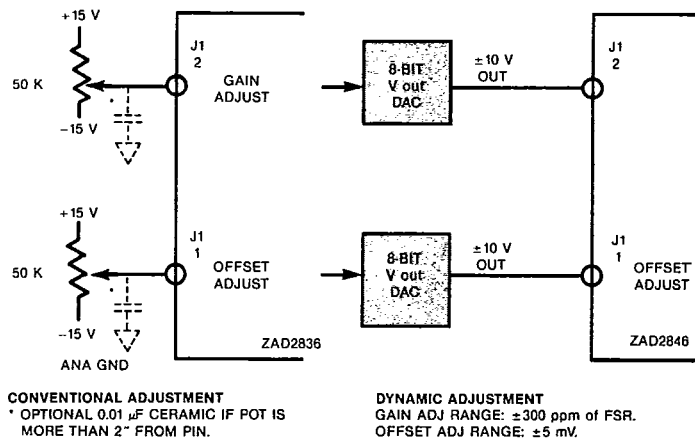 +15 V
50 K
−15 V
J1
2
GAIN
ADJUST
*
8-BIT
V out
DAC
±10 V
OUT
J1
2
+15 V
50 K
−15 V
J1
1
OFFSET
ADJUST
*
ANA GND
ZAD2836
8-BIT
V out
DAC
±10 V
OUT
J1
1
OFFSET
ADJUST
ZAD2846
CONVENTIONAL ADJUSTMENT
* OPTIONAL 0.01 µF CERAMIC IF POT IS
MORE THAN 2" FROM PIN.
DYNAMIC ADJUSTMENT
GAIN ADJ RANGE: ±300 ppm of FSR.
OFFSET ADJ RANGE: ±5 mV.